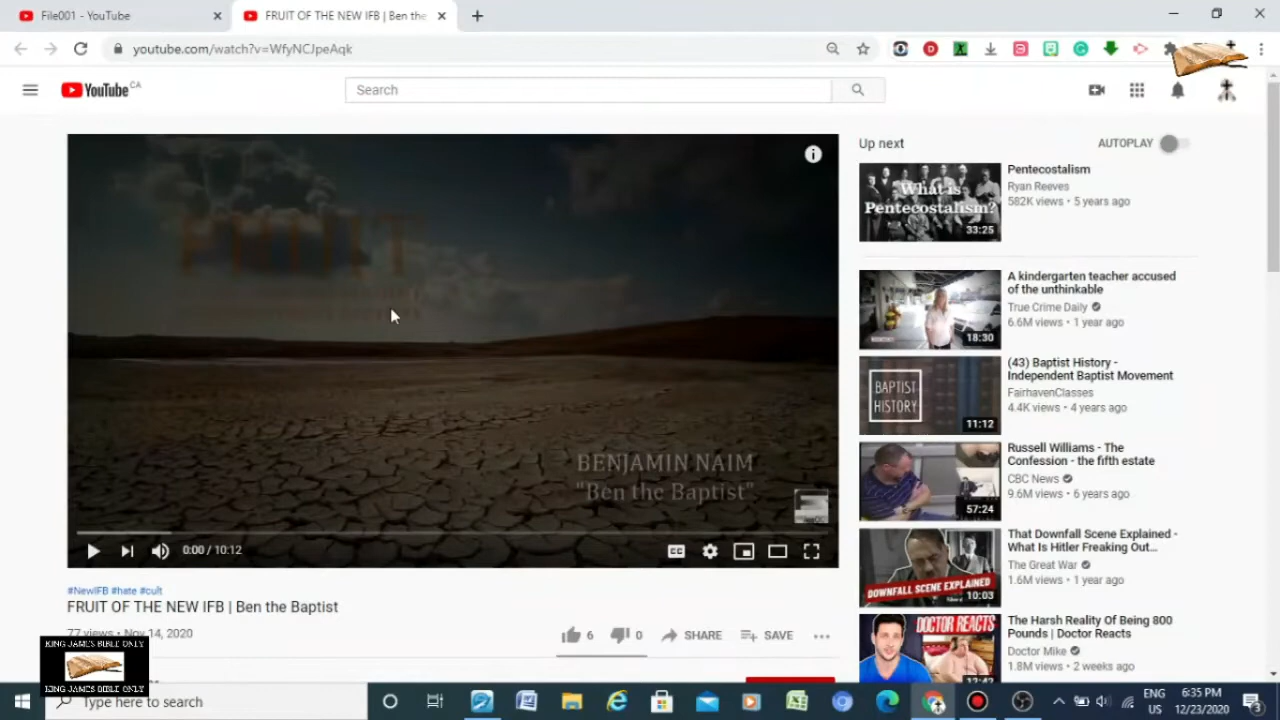 File001 - YouTube
FRUIT OF THE NEW IFB | Ben the
youtube.com/watch?v=WfyNCJpeAqk
YouTube CA
Search
BENJAMIN NAIM
"Ben the Baptist"
0:00 / 10:12
#NewIFB #hate #cult
FRUIT OF THE NEW IFB | Ben the Baptist
77 views • Nov 14, 2020
6
0
SHARE
SAVE
Up next
AUTOPLAY
What is
Pentecostalism?
33:25
Pentecostalism
Ryan Reeves
582K views • 5 years ago
18:30
A kindergarten teacher accused
of the unthinkable
True Crime Daily
6.6M views • 1 year ago
BAPTIST
HISTORY
11:12
(43) Baptist History -
Independent Baptist Movement
FairhavenClasses
4.4K views • 4 years ago
57:24
Russell Williams - The
Confession - the fifth estate
CBC News
9.6M views • 6 years ago
DOWNFALL SCENE EXPLAINED
10:03
That Downfall Scene Explained -
What Is Hitler Freaking Out...
The Great War
1.6M views • 1 year ago
DOCTOR REACTS
12:42
The Harsh Reality Of Being 800
Pounds | Doctor Reacts
Doctor Mike
1.8M views • 2 weeks ago
KING JAMES BIBLE ONLY
KING JAMES BIBLE ONLY
Type here to search
ENG
US
6:35 PM
12/23/2020
3